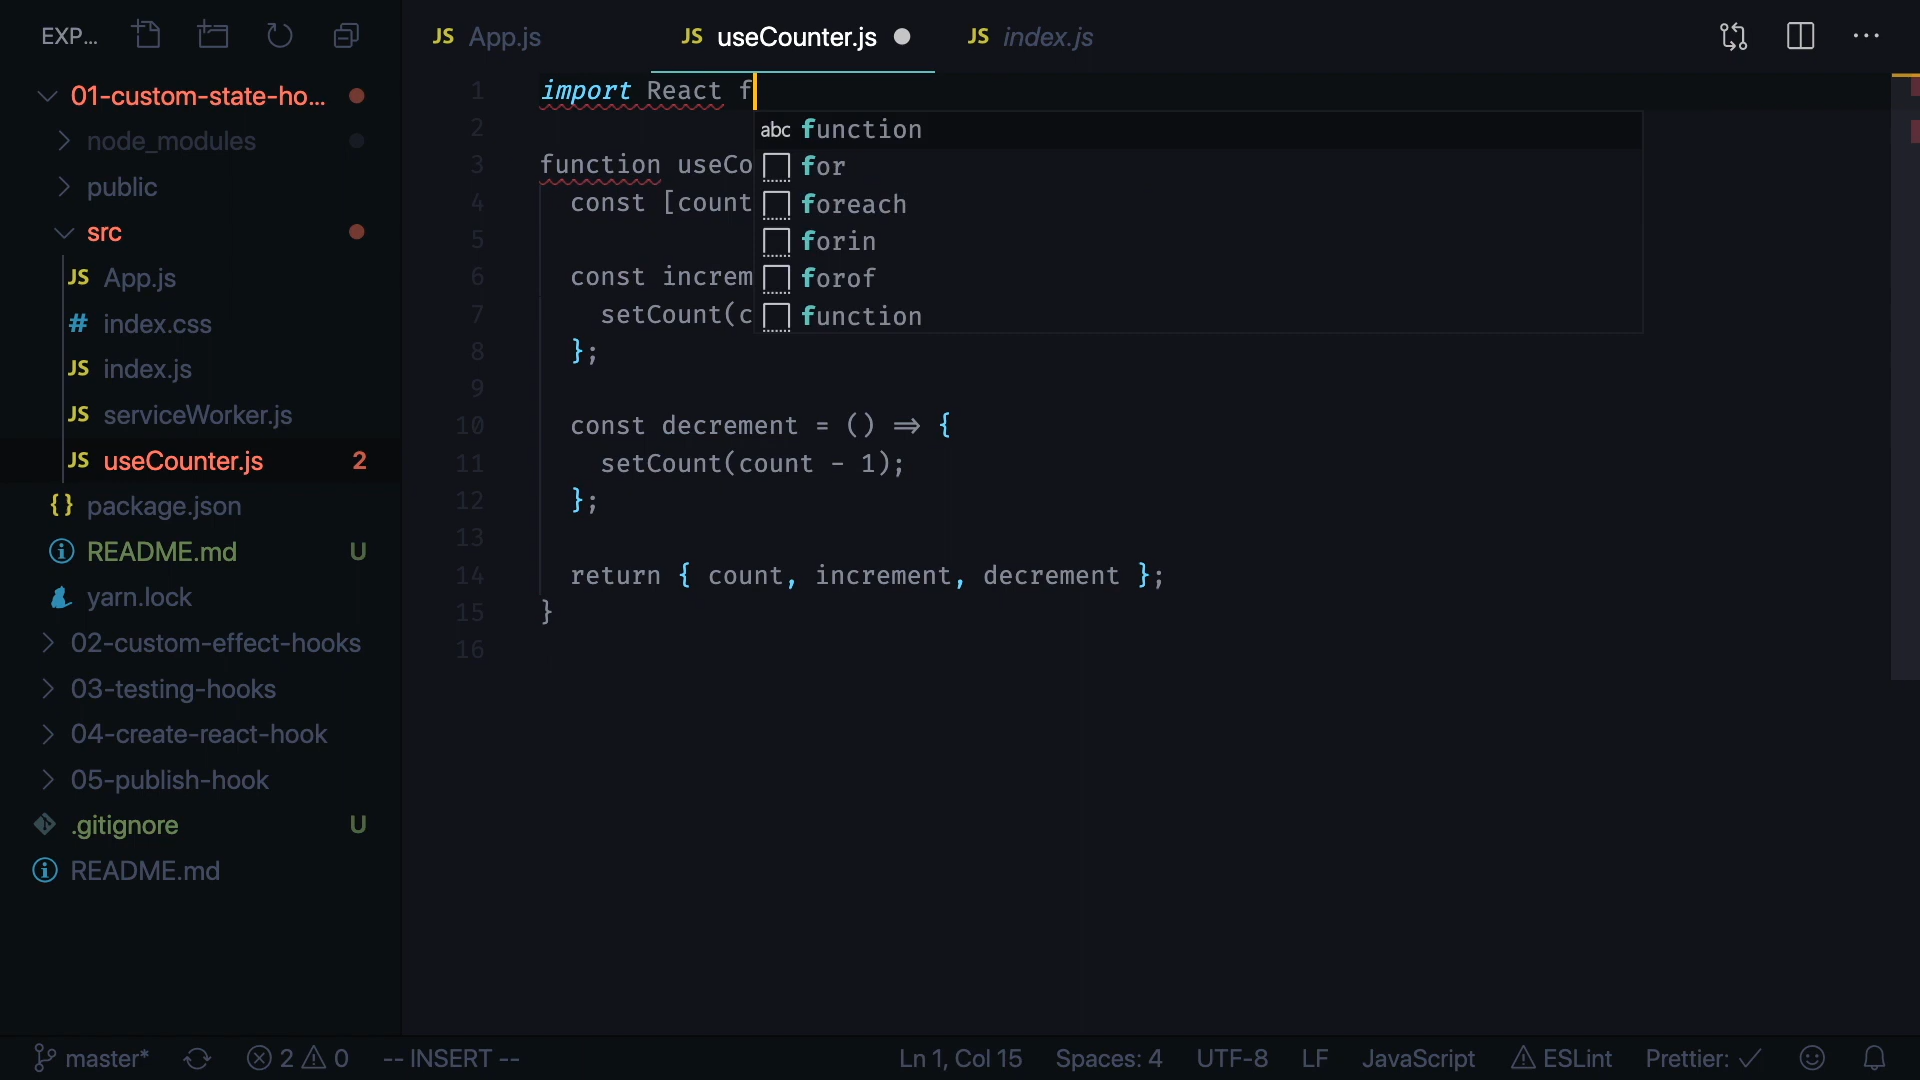 EXP...
01-custom-state-ho...
node_modules
public
src
JS App.js
# index.css
JS index.js
JS serviceWorker.js
JS useCounter.js 2
{} package.json
README.md U
yarn.lock
02-custom-effect-hooks
03-testing-hooks
04-create-react-hook
05-publish-hook
.gitignore U
README.md
JS App.js
JS useCounter.js
JS index.js
1 import React f
2
3 function useCo
4 const [count
5
6 const increm
7 setCount(c
8 };
9
10 const decrement = () => {
11 setCount(count - 1);
12 };
13
14 return { count, increment, decrement };
15 }
16
abc function
for
foreach
forin
forof
function
master* 2 0 -- INSERT -- Ln 1, Col 15 Spaces: 4 UTF-8 LF JavaScript ESLint Prettier: ✓